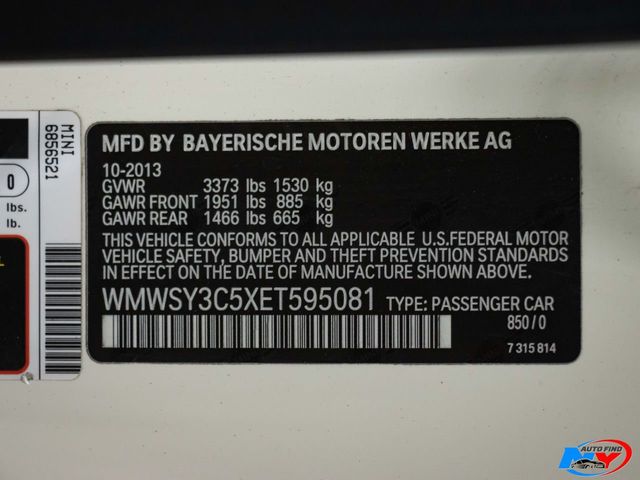 MINI
6856521
0
lbs.
lb.
MFD BY BAYERISCHE MOTOREN WERKE AG
10-2013
GVWR 3373 lbs 1530 kg
GAWR FRONT 1951 lbs 885 kg
GAWR REAR 1466 lbs 665 kg
THIS VEHICLE CONFORMS TO ALL APPLICABLE U.S.FEDERAL MOTOR
VEHICLE SAFETY, BUMPER AND THEFT PREVENTION STANDARDS
IN EFFECT ON THE DATE OF MANUFACTURE SHOWN ABOVE.
WMWSY3C5XET595081 TYPE: PASSENGER CAR
850/0
7 315 814
AUTO FIND
NY